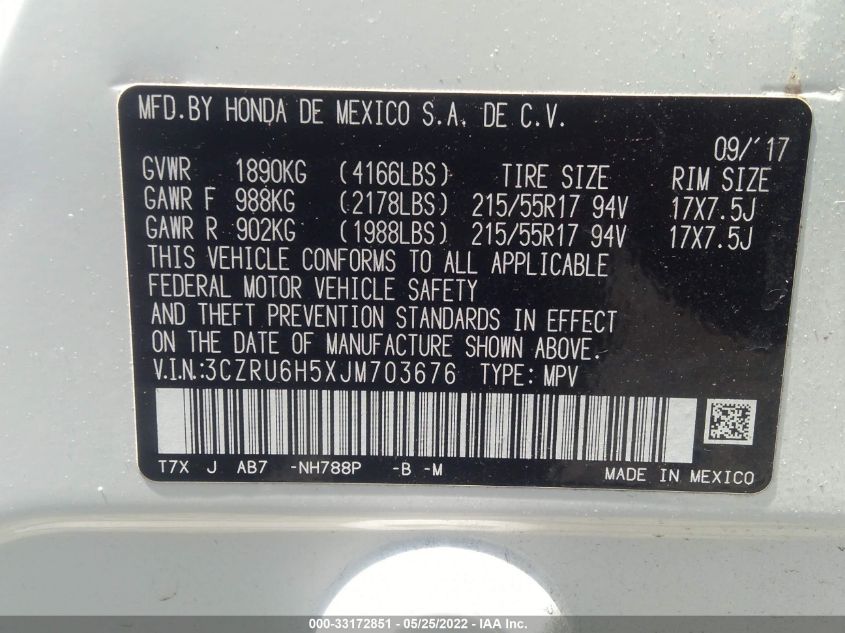 MFD.BY HONDA DE MEXICO S.A. DE C.V.
09/'17
GVWR 1890KG (4166LBS) TIRE SIZE RIM SIZE
GAWR F 988KG (2178LBS) 215/55R17 94V 17X7.5J
GAWR R 902KG (1988LBS) 215/55R17 94V 17X7.5J
THIS VEHICLE CONFORMS TO ALL APPLICABLE
FEDERAL MOTOR VEHICLE SAFETY
AND THEFT PREVENTION STANDARDS IN EFFECT
ON THE DATE OF MANUFACTURE SHOWN ABOVE.
V.I.N.:3CZRU6H5XJM703676 TYPE: MPV
T7X J AB7 -NH788P -B -M
MADE IN MEXICO
000-33172851 - 05/25/2022 - IAA, Inc.